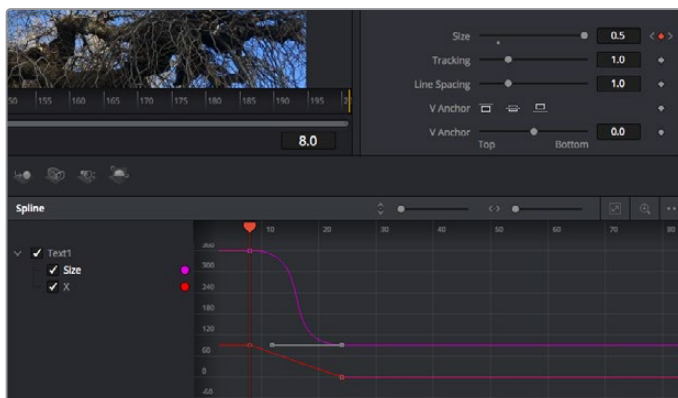 Size 0.5
Tracking 1.0
Line Spacing 1.0
V Anchor
V Anchor 0.0
Top Bottom
50 155 160 165 170 175 180 185 190 195
8.0
Spline
10 20 30 40 50 60 70 80
Text1
Size
X
300
240
180
120
60
0
-60